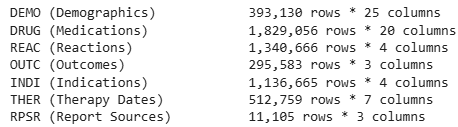 DEMO (Demographics) 393,130 rows * 25 columns
DRUG (Medications) 1,829,056 rows * 20 columns
REAC (Reactions) 1,340,666 rows * 4 columns
OUTC (Outcomes) 295,583 rows * 3 columns
INDI (Indications) 1,136,665 rows * 4 columns
THER (Therapy Dates) 512,759 rows * 7 columns
RPSR (Report Sources) 11,105 rows * 3 columns